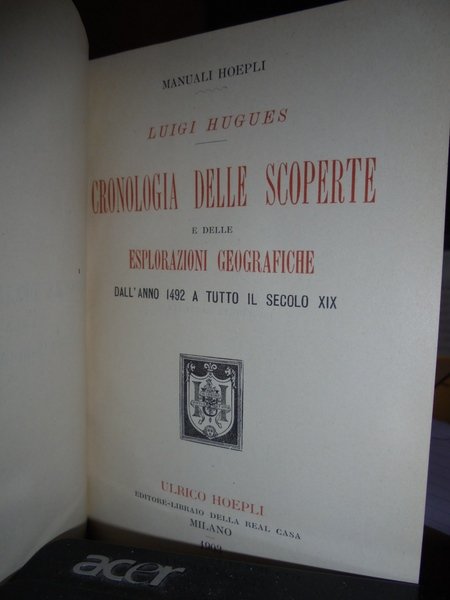 MANUALI HOEPLI
LUIGI HUGUES
CRONOLOGIA DELLE SCOPERTE
E DELLE
ESPLORAZIONI GEOGRAFICHE
DALL'ANNO 1492 A TUTTO IL SECOLO XIX
H
ULRICO HOEPLI
EDITORE-LIBRAIO DELLA REAL CASA
MILANO
acer